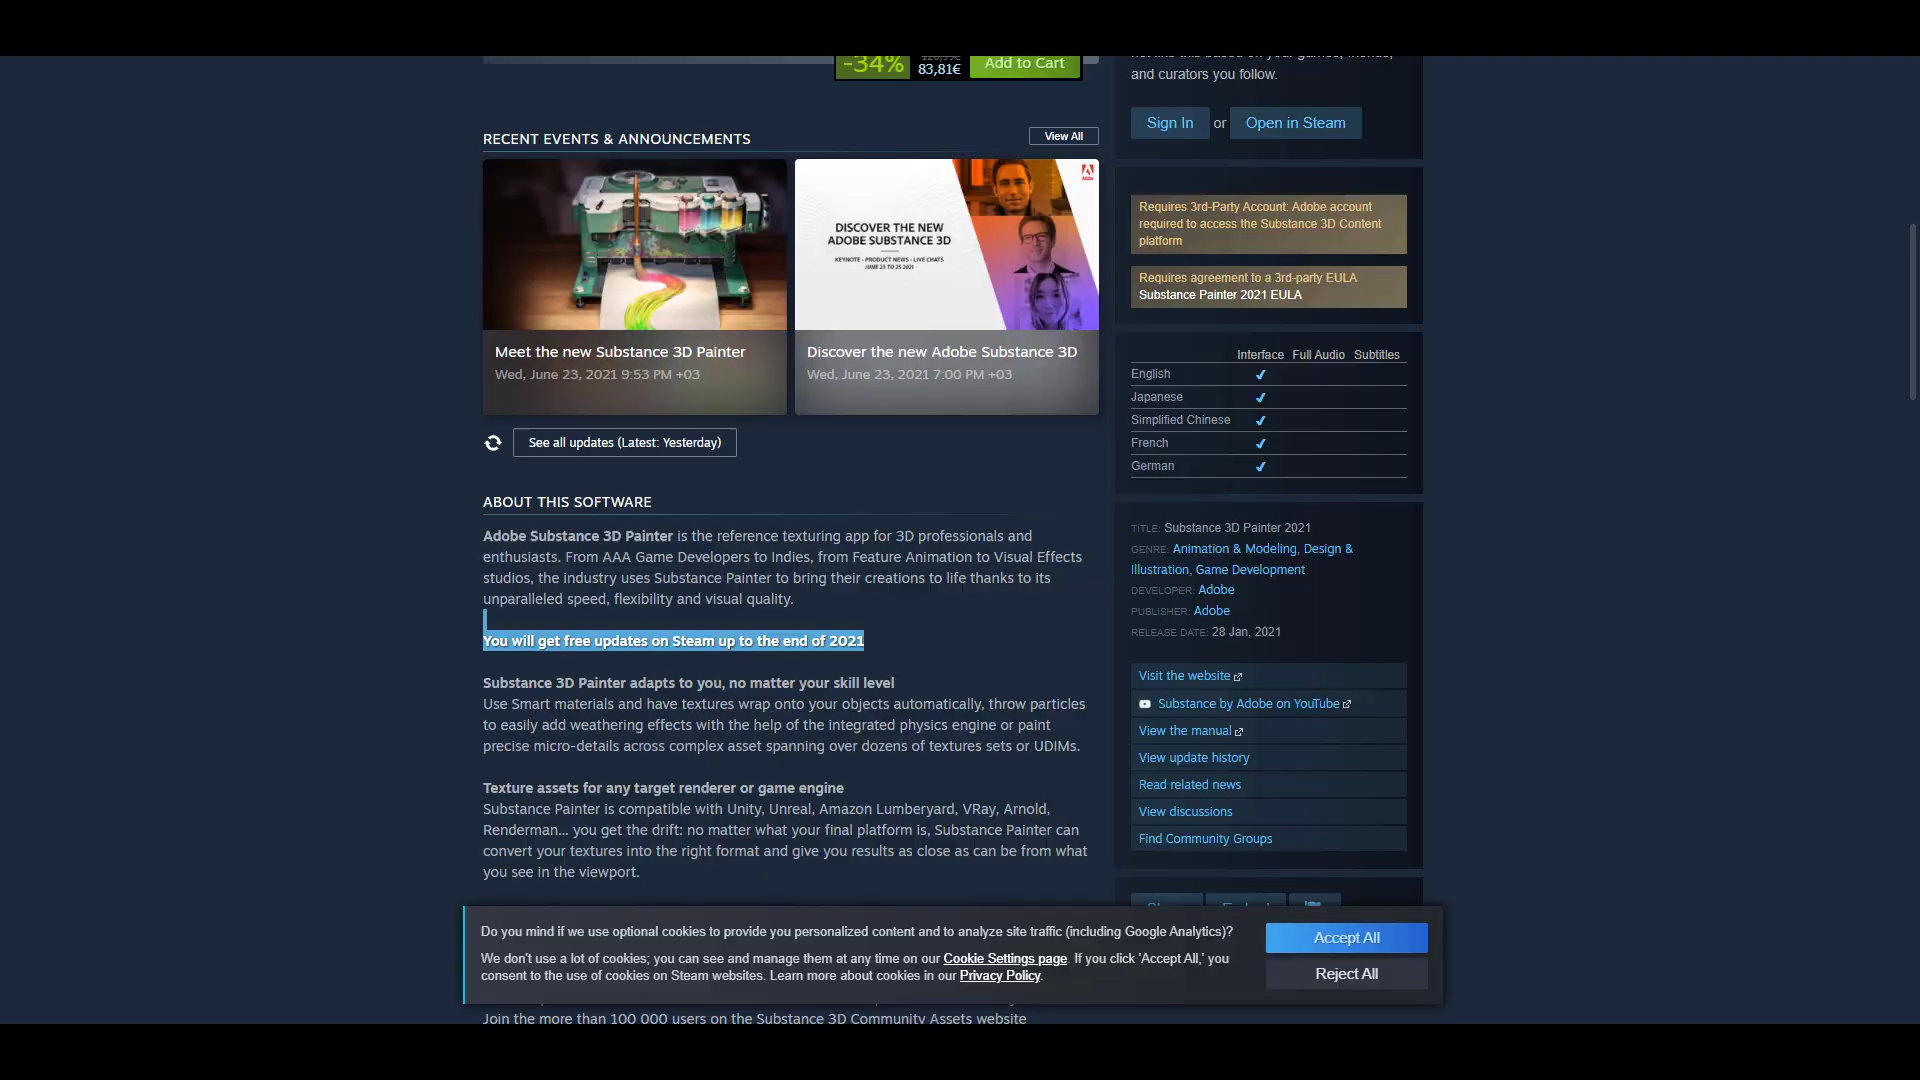 -34%
83,81€
Add to Cart
and curators you follow.
Sign In or Open in Steam
RECENT EVENTS & ANNOUNCEMENTS
View All
DISCOVER THE NEW
ADOBE SUBSTANCE 3D
KEYNOTE - PRODUCT NEWS - LIVE CHATS
JUNE 23 TO 25 2021
Meet the new Substance 3D Painter
Wed, June 23, 2021 9:53 PM +03
Discover the new Adobe Substance 3D
Wed, June 23, 2021 7:00 PM +03
See all updates (Latest: Yesterday)
ABOUT THIS SOFTWARE
Adobe Substance 3D Painter is the reference texturing app for 3D professionals and
enthusiasts. From AAA Game Developers to Indies, from Feature Animation to Visual Effects
studios, the industry uses Substance Painter to bring their creations to life thanks to its
unparalleled speed, flexibility and visual quality.
You will get free updates on Steam up to the end of 2021
Substance 3D Painter adapts to you, no matter your skill level
Use Smart materials and have textures wrap onto your objects automatically, throw particles
to easily add weathering effects with the help of the integrated physics engine or paint
precise micro-details across complex asset spanning over dozens of textures sets or UDIMs.
Texture assets for any target renderer or game engine
Substance Painter is compatible with Unity, Unreal, Amazon Lumberyard, VRay, Arnold,
Renderman... you get the drift: no matter what your final platform is, Substance Painter can
convert your textures into the right format and give you results as close as can be from what
you see in the viewport.
Requires 3rd-Party Account: Adobe account
required to access the Substance 3D Content
platform
Requires agreement to a 3rd-party EULA
Substance Painter 2021 EULA
Interface Full Audio Subtitles
English ✔
Japanese ✔
Simplified Chinese ✔
French ✔
German ✔
TITLE: Substance 3D Painter 2021
GENRE: Animation & Modeling, Design &
Illustration, Game Development
DEVELOPER: Adobe
PUBLISHER: Adobe
RELEASE DATE: 28 Jan, 2021
Visit the website
Substance by Adobe on YouTube
View the manual
View update history
Read related news
View discussions
Find Community Groups
Do you mind if we use optional cookies to provide you personalized content and to analyze site traffic (including Google Analytics)?
We don't use a lot of cookies; you can see and manage them at any time on our Cookie Settings page. If you click 'Accept All,' you
consent to the use of cookies on Steam websites. Learn more about cookies in our Privacy Policy.
Accept All
Reject All
Join the more than 100 000 users on the Substance 3D Community Assets website